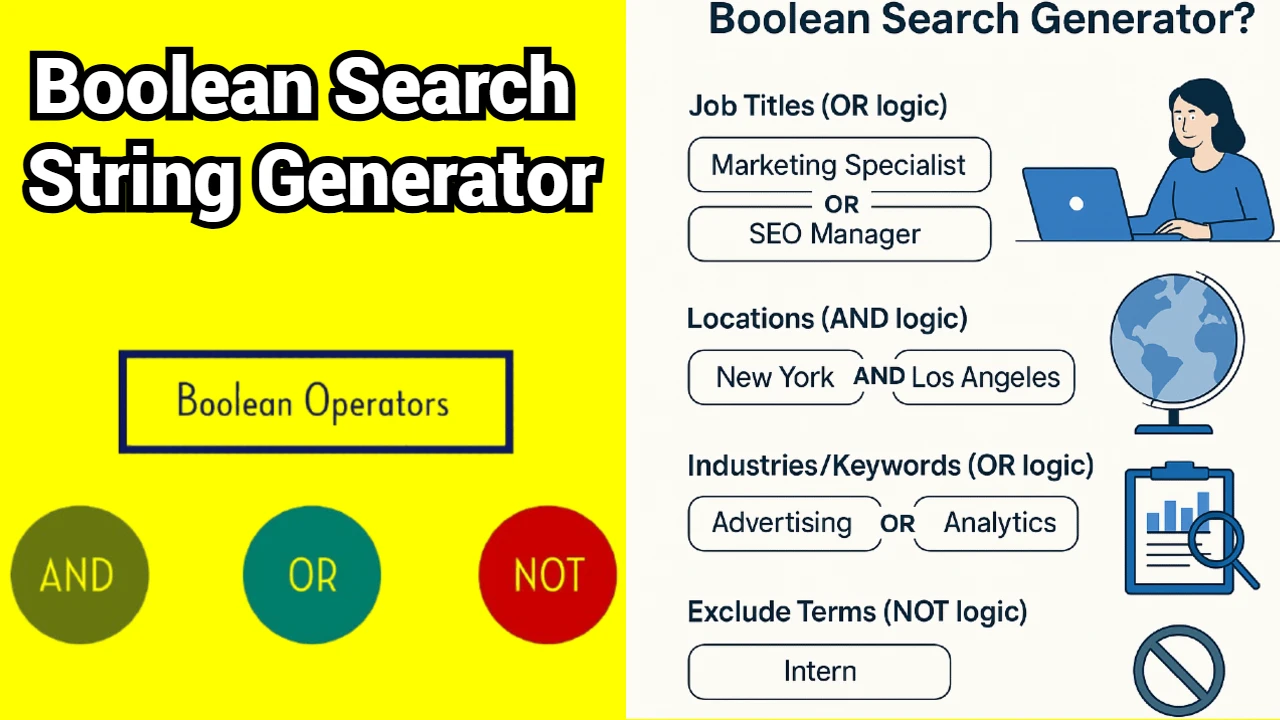 Boolean Search
String Generator
Boolean Operators
AND OR NOT
Boolean Search Generator?
Job Titles (OR logic)
Marketing Specialist
OR
SEO Manager
Locations (AND logic)
New York AND Los Angeles
Industries/Keywords (OR logic)
Advertising OR Analytics
Exclude Terms (NOT logic)
Intern